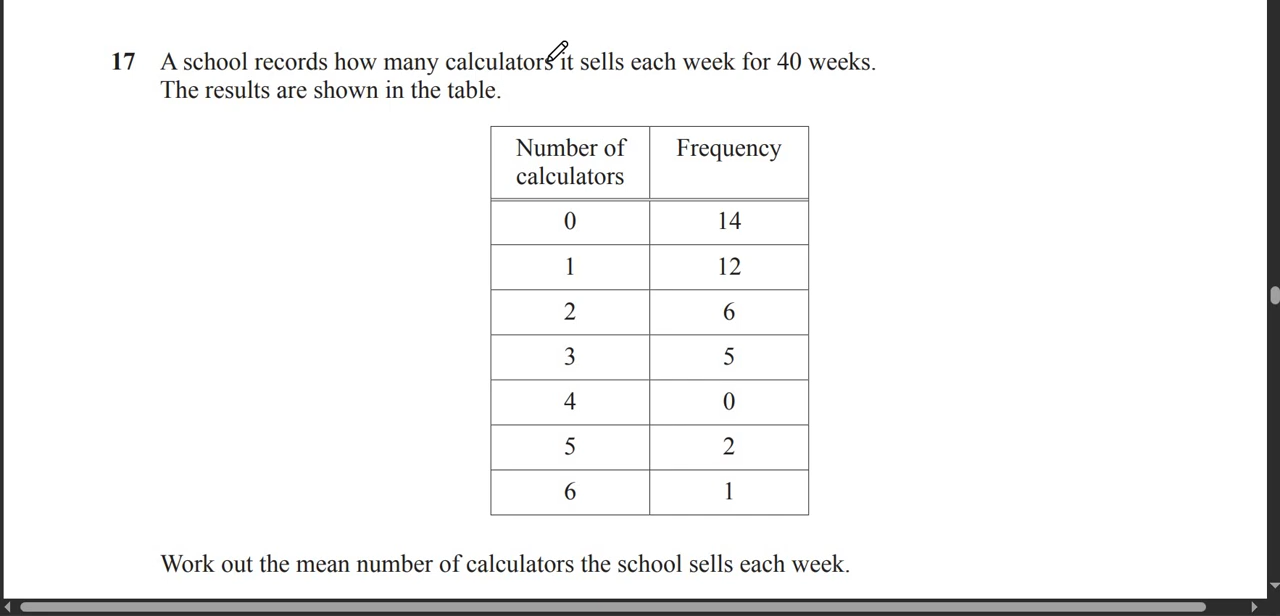 17 A school records how many calculators it sells each week for 40 weeks.
The results are shown in the table.
Number of calculators Frequency
0 14
1 12
2 6
3 5
4 0
5 2
6 1
Work out the mean number of calculators the school sells each week.